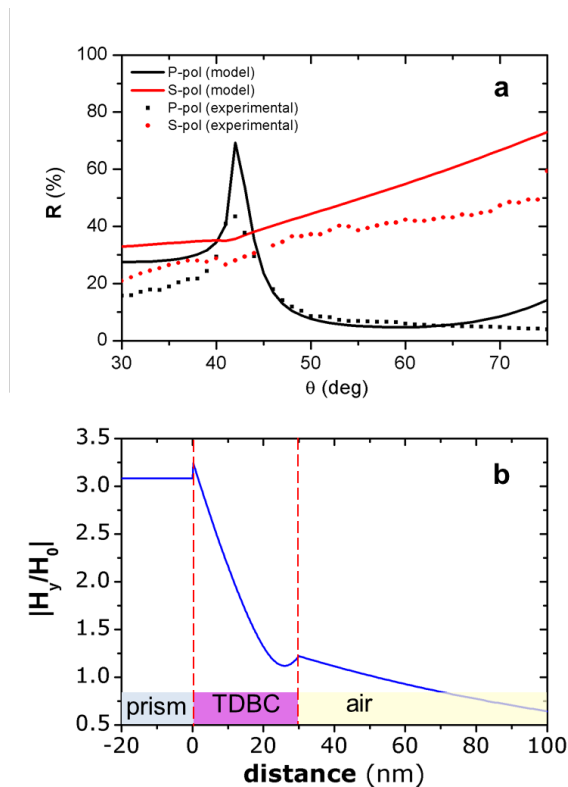 100
80
60
40
20
0
R (%)
P-pol (model)
S-pol (model)
P-pol (experimental)
S-pol (experimental)
a
30 40 50 60 70
θ (deg)
3.5
3.0
2.5
2.0
1.5
1.0
0.5
|Hy/H0|
b
prism TDBC air
-20 0 20 40 60 80 100
distance (nm)